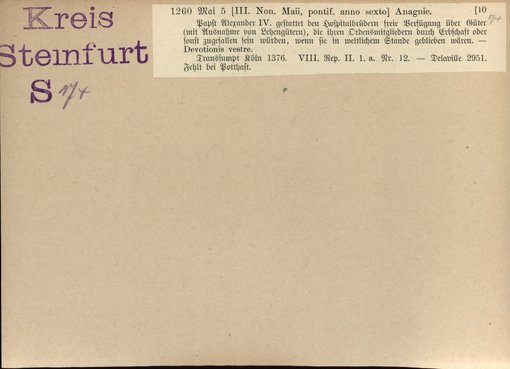 Kreis
Steinfurt
S
1260 Mai 5 [III. Non. Maii, pontif. anno sexto] Anagnie. [10
Papst Alexander IV. gestattet den Hospitalbrüdern freie Verfügung über Güter
(mit Ausnahme von Lehengütern), die ihren Ordensmitgliedern durch Erbschaft oder
sonst zugefallen sein würden, wenn sie in weltlichem Stande geblieben wären. —
Devotionis vestre.
Transsumpt Köln 1376. VIII. Rep. II. 1. a. Nr. 12. — Delaville 2951.
Fehlt bei Potthast.